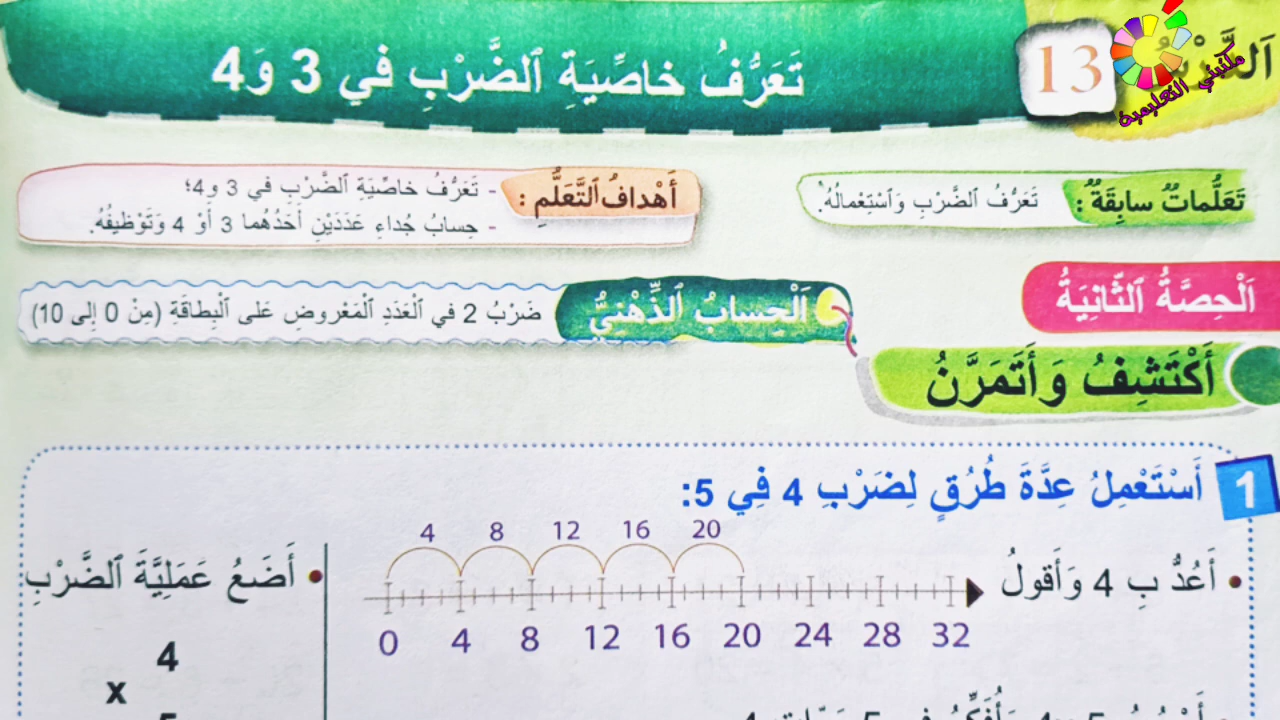 اَلدَّرْسُ 13
تَعَرُّفُ خاصِّيَةِ ٱلضَّرْبِ في 3 وَ4
مكتبتي التعليمية
تَعَلُّماتٌ سابِقَةٌ : تَعَرُّفُ ٱلضَّرْبِ وَٱسْتِعْمالُهُ.
أَهْدافُ ٱلتَّعَلُّمِ : - تَعَرُّفُ خاصِّيَةِ ٱلضَّرْبِ في 3 و4؛
- حِسابُ جُداءِ عَدَدَيْنِ أَحَدُهُما 3 أَوْ 4 وَتَوْظيفُهُ.
اَلْحِصَّةُ ٱلثّانِيَةُ
اَلْحِسابُ ٱلذِّهْنِيُّ ضَرْبُ 2 في ٱلْعَدَدِ ٱلْمَعْروضِ عَلى ٱلْبِطاقَةِ (مِنْ 0 إِلى 10)
أَكْتَشِفُ وَأَتَمَرَّنُ
1 أَسْتَعْمِلُ عِدَّةَ طُرُقٍ لِضَرْبِ 4 فِي 5:
• أَعُدُّ بِ 4 وَأَقولُ
4 8 12 16 20
0 4 8 12 16 20 24 28 32
• أَضَعُ عَمَلِيَّةَ ٱلضَّرْبِ
4
x